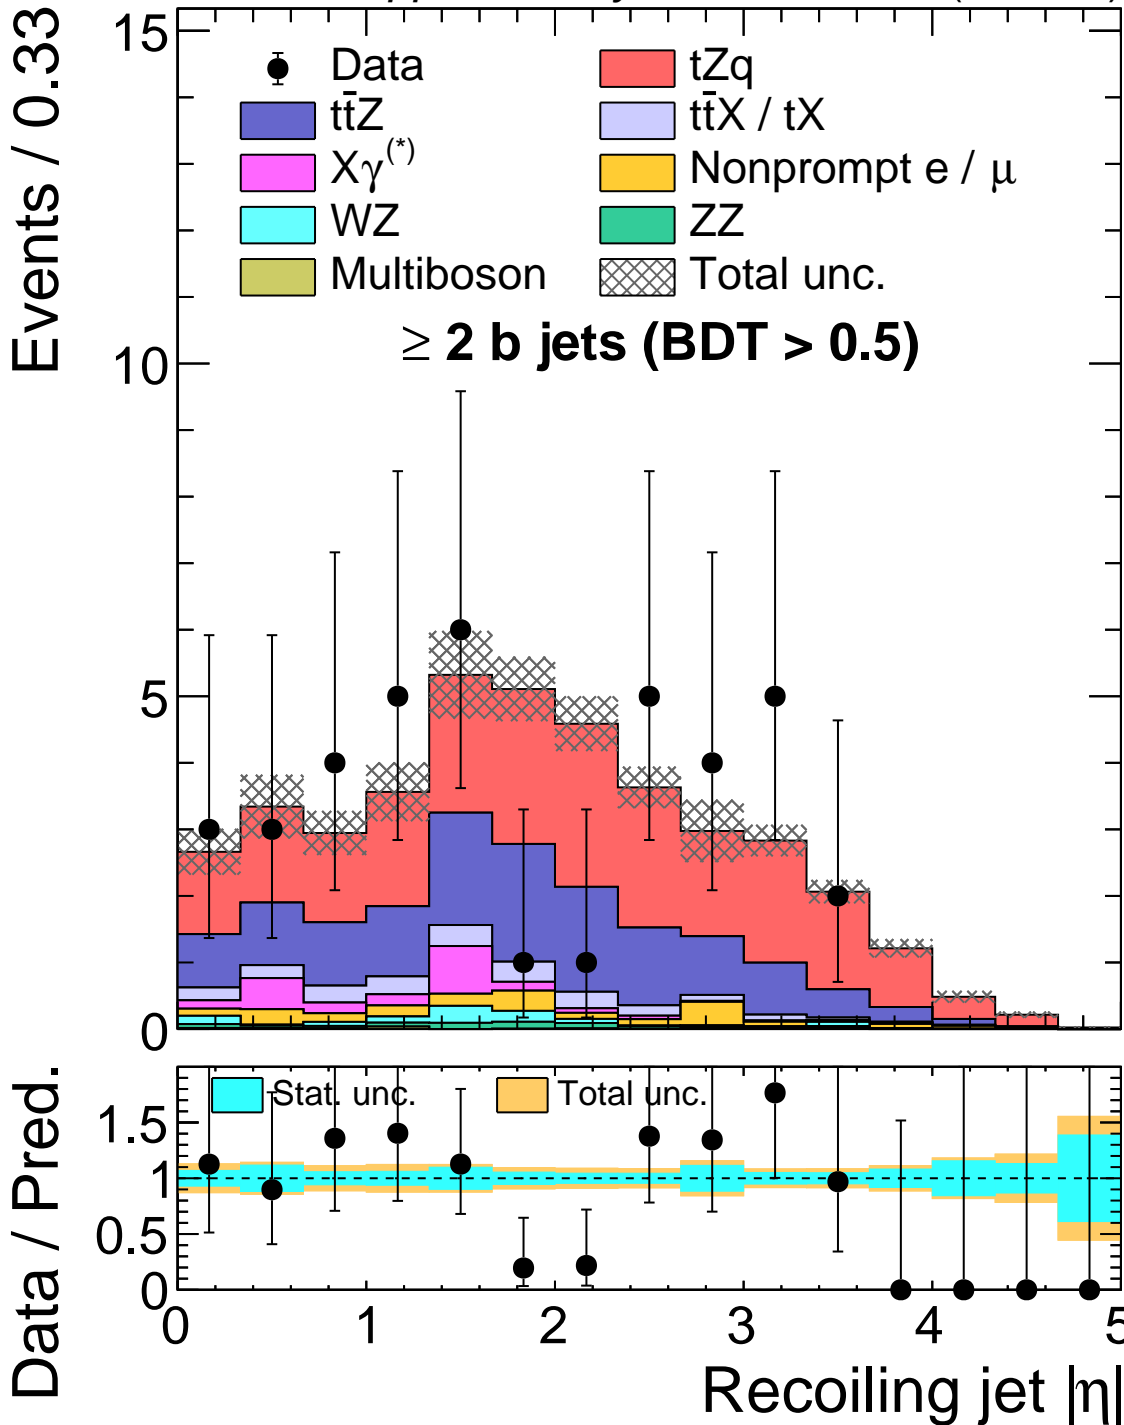 Events / 0.33
15
10
5
0
Data
tZq
tt̄Z
tt̄X / tX
Xγ(*)
Nonprompt e / μ
WZ
ZZ
Multiboson
Total unc.
≥ 2 b jets (BDT > 0.5)
Data / Pred.
1.5
1
0.5
0
Stat. unc.
Total unc.
0 1 2 3 4 5
Recoiling jet |η|